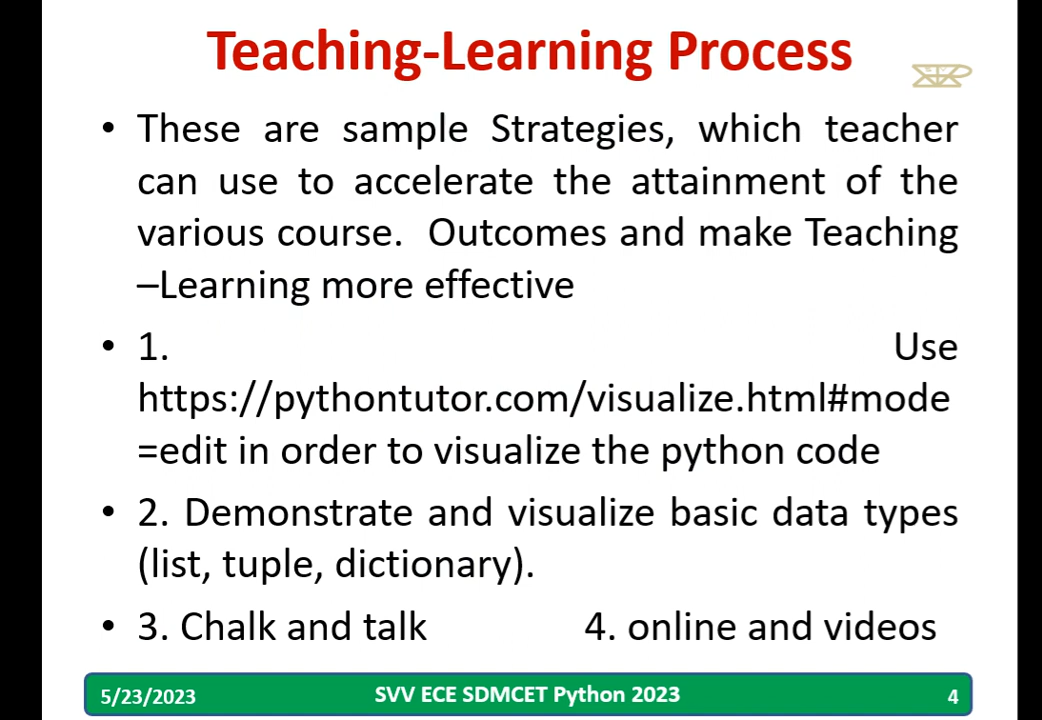 Teaching-Learning Process
• These are sample Strategies, which teacher
can use to accelerate the attainment of the
various course.  Outcomes and make Teaching
–Learning more effective
• 1. Use
https://pythontutor.com/visualize.html#mode
=edit in order to visualize the python code
• 2. Demonstrate and visualize basic data types
(list, tuple, dictionary).
• 3. Chalk and talk 4. online and videos
5/23/2023 SVV ECE SDMCET Python 2023 4